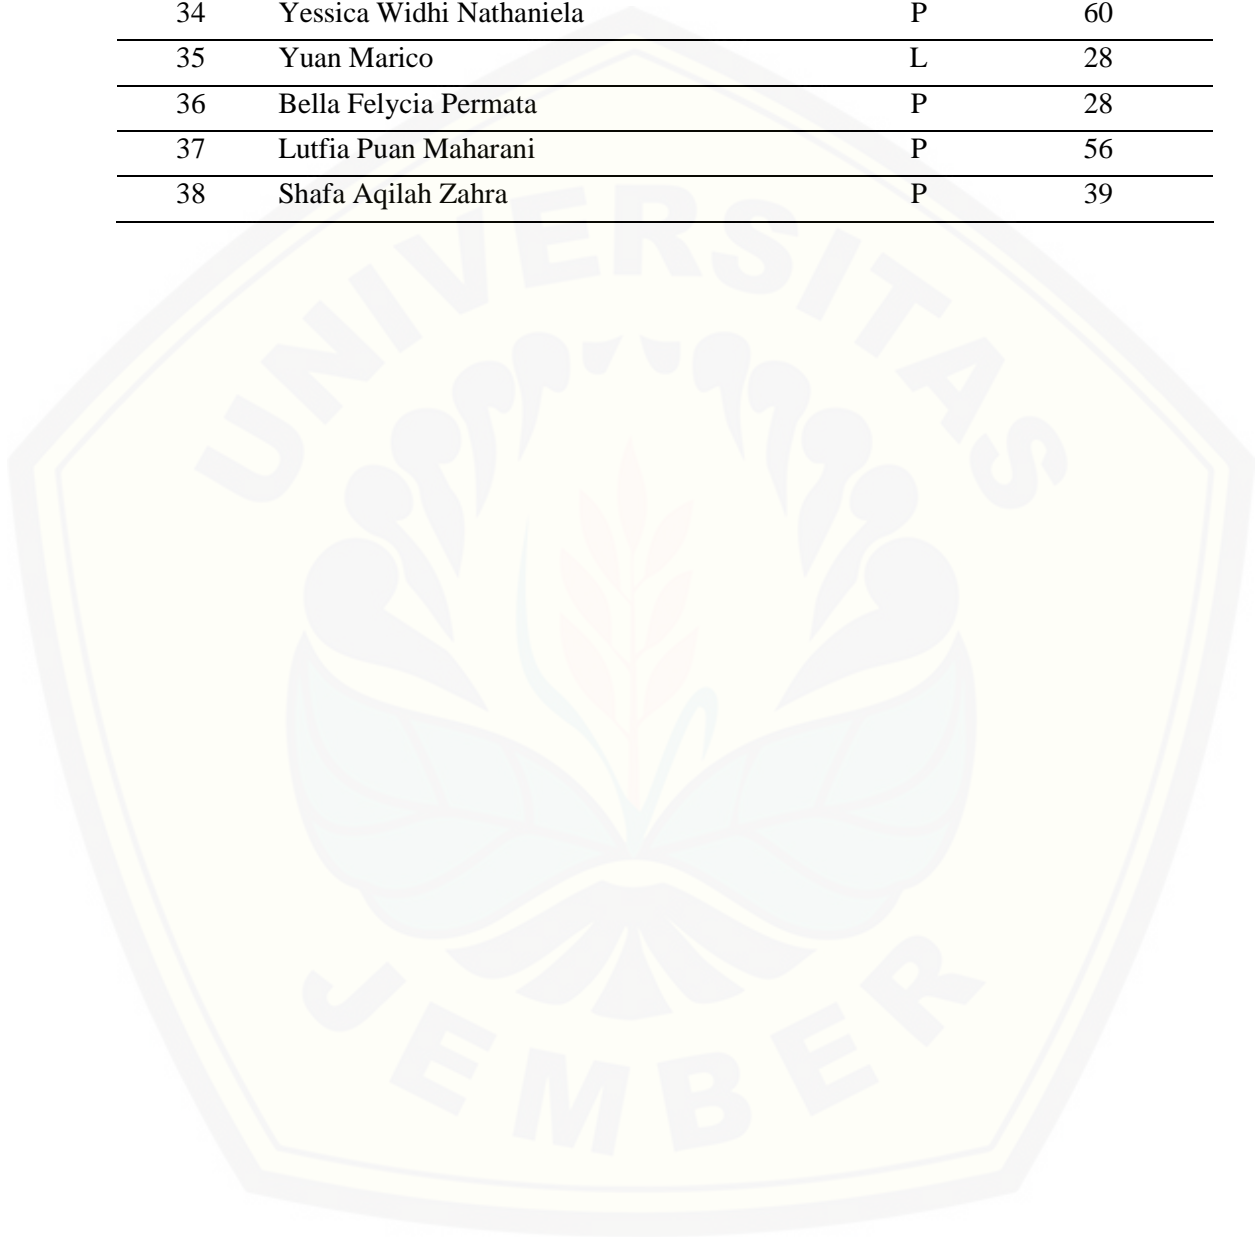 34 Yessica Widhi Nathaniela P 60
35 Yuan Marico L 28
36 Bella Felycia Permata P 28
37 Lutfia Puan Maharani P 56
38 Shafa Aqilah Zahra P 39
UNIVERSITAS
JEMBER